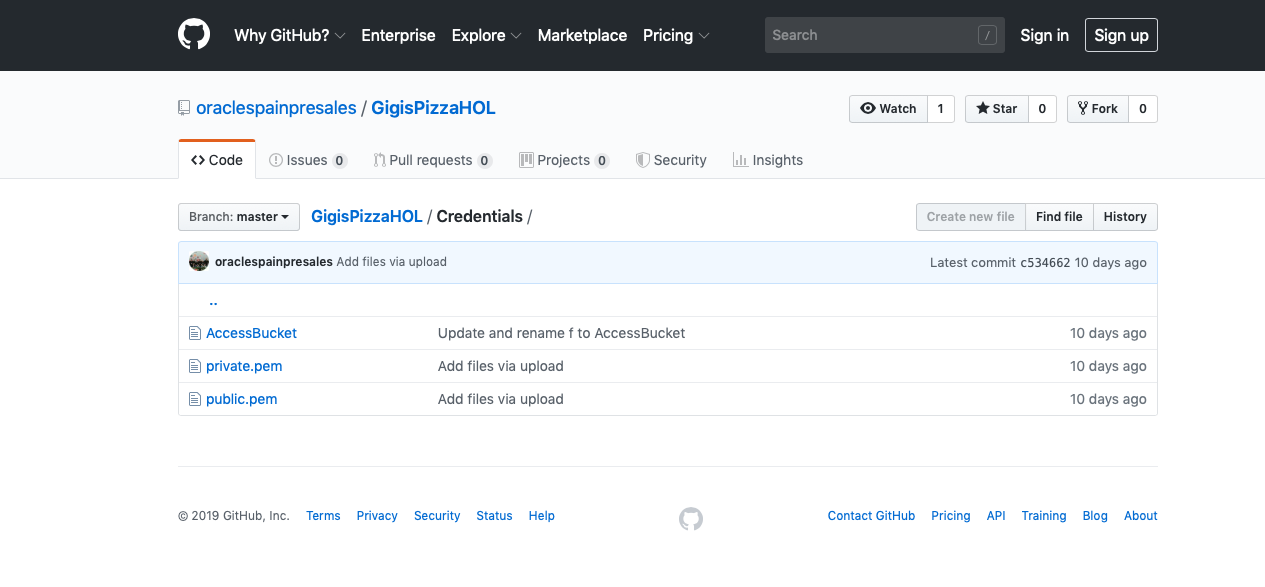 Why GitHub? Enterprise Explore Marketplace Pricing Search / Sign in Sign up
oraclespainpresales / GigisPizzaHOL Watch 1 Star 0 Fork 0
Code Issues 0 Pull requests 0 Projects 0 Security Insights
Branch: master GigisPizzaHOL / Credentials / Create new file Find file History
oraclespainpresales Add files via upload Latest commit c534662 10 days ago
..
AccessBucket Update and rename f to AccessBucket 10 days ago
private.pem Add files via upload 10 days ago
public.pem Add files via upload 10 days ago
© 2019 GitHub, Inc. Terms Privacy Security Status Help Contact GitHub Pricing API Training Blog About